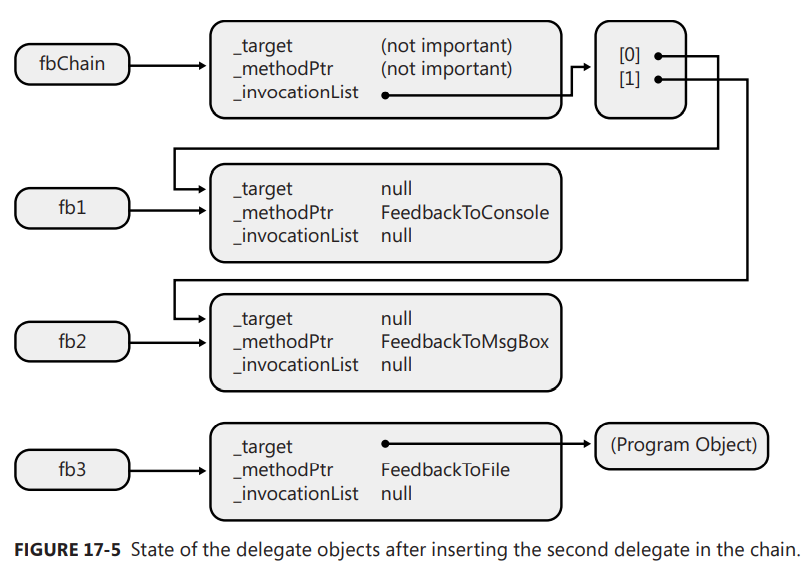 fbChain
_target (not important)
_methodPtr (not important)
_invocationList
[0]
[1]
fb1
_target null
_methodPtr FeedbackToConsole
_invocationList null
fb2
_target null
_methodPtr FeedbackToMsgBox
_invocationList null
fb3
_target
_methodPtr FeedbackToFile
_invocationList null
(Program Object)
FIGURE 17-5 State of the delegate objects after inserting the second delegate in the chain.